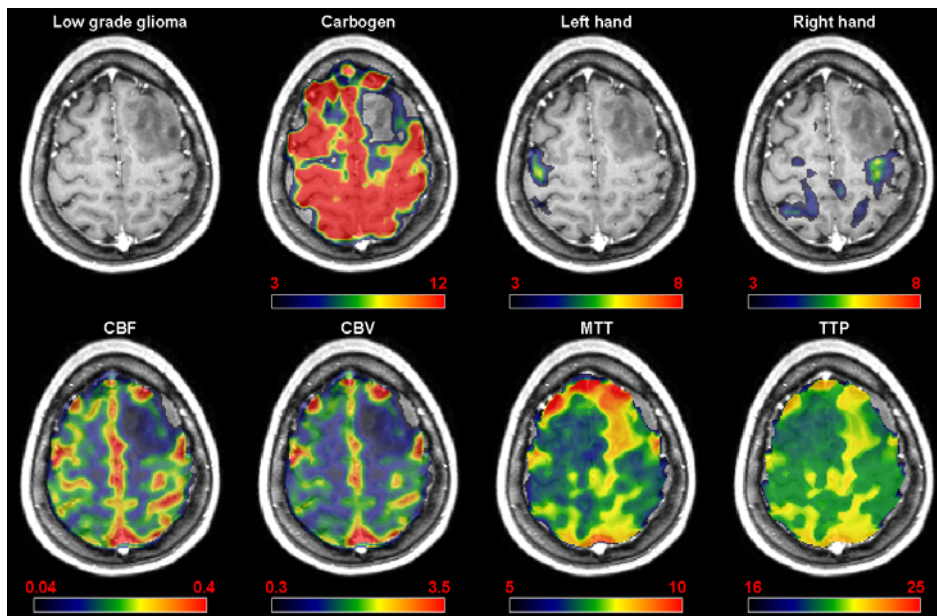 Low grade glioma Carbogen Left hand Right hand
3 12 3 8 3 8
CBF CBV MTT TTP
0.04 0.4 0.3 3.5 5 10 16 25